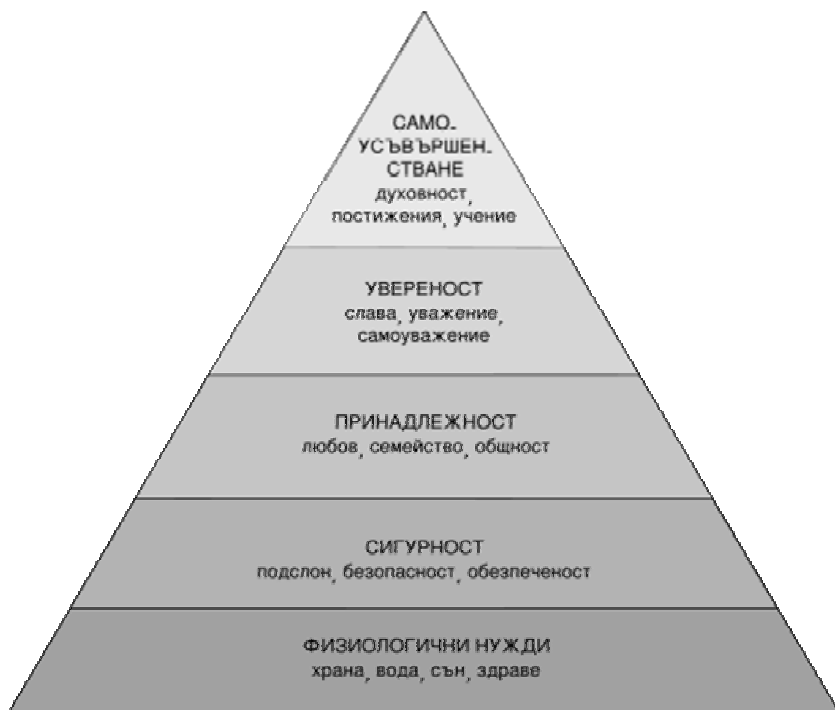 САМО-
УСЪВЪРШЕН-
СТВАНЕ
духовност,
постижения, учение
УВЕРЕНОСТ
слава, уважение,
самоуважение
ПРИНАДЛЕЖНОСТ
любов, семейство, общност
СИГУРНОСТ
подслон, безопасност, обезпеченост
ФИЗИОЛОГИЧНИ НУЖДИ
храна, вода, сън, здраве